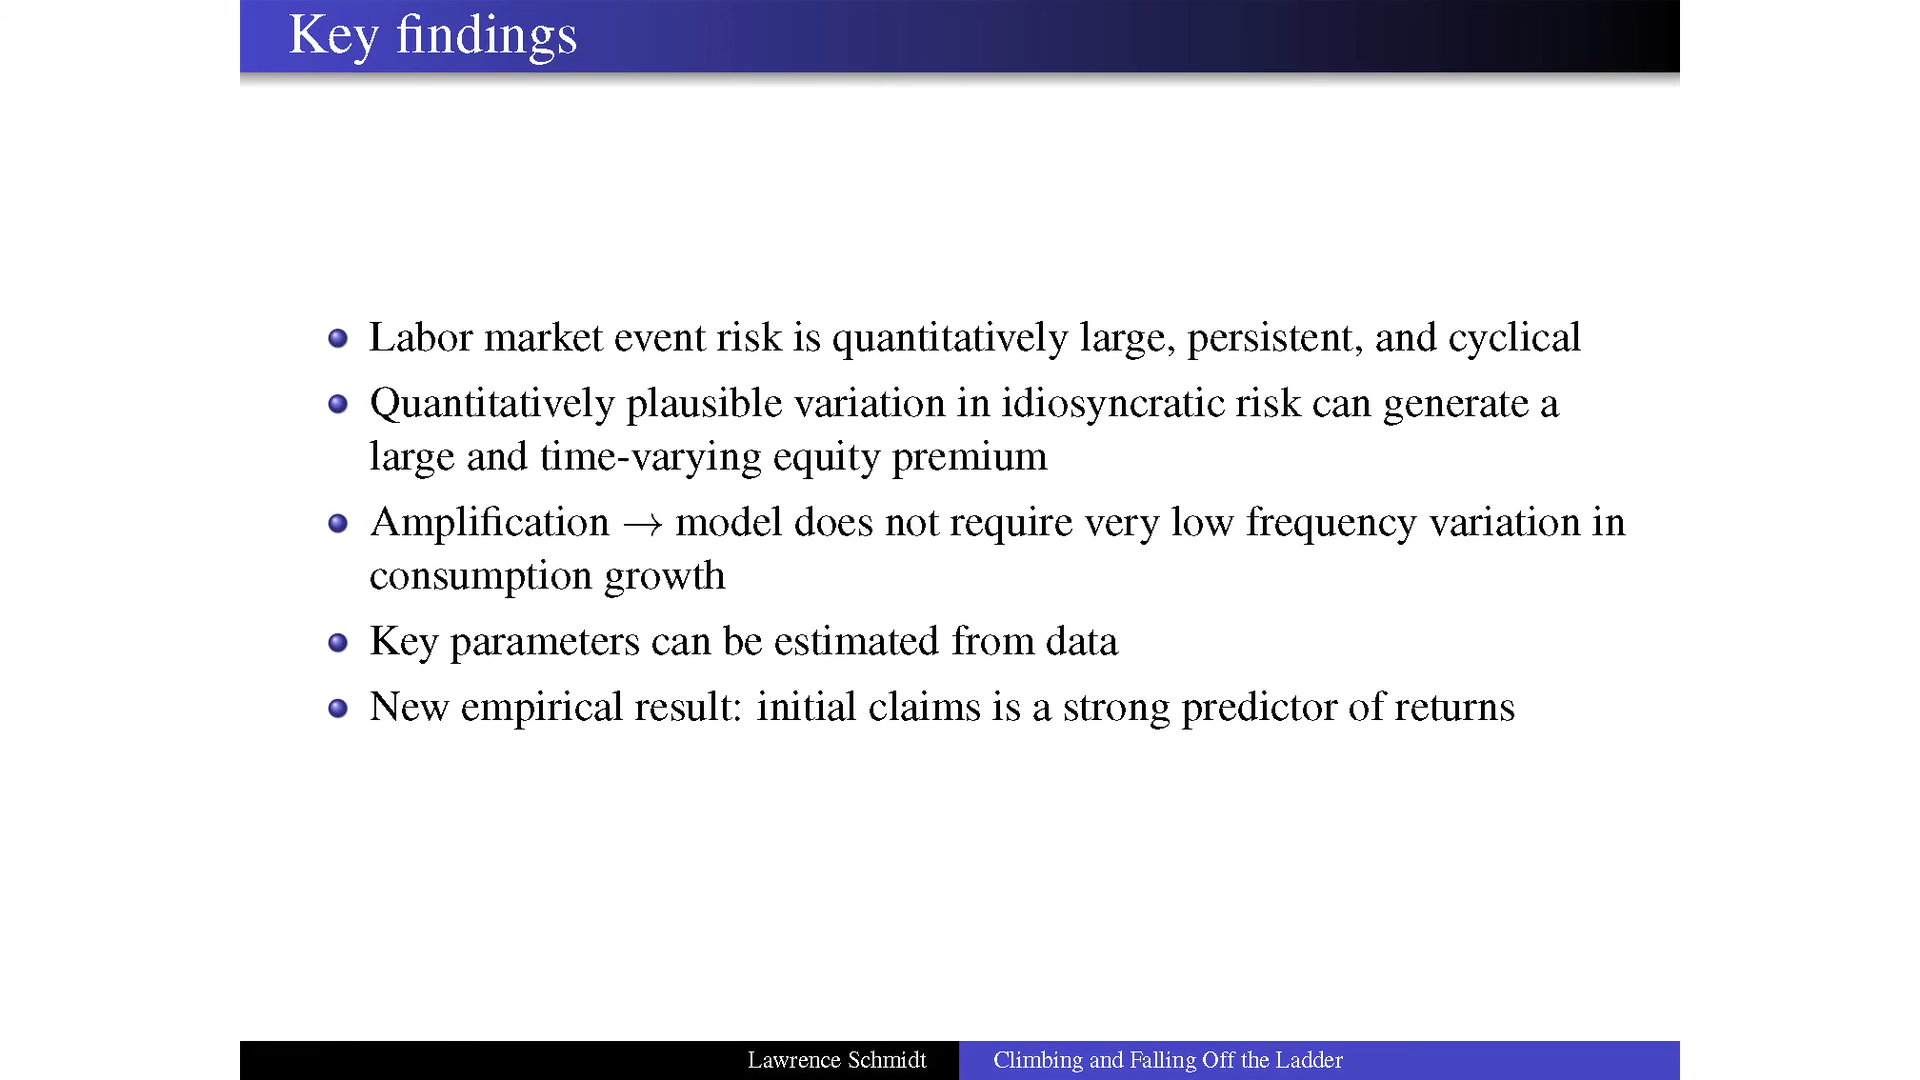 Key findings
Labor market event risk is quantitatively large, persistent, and cyclical
Quantitatively plausible variation in idiosyncratic risk can generate a
large and time-varying equity premium
Amplification → model does not require very low frequency variation in
consumption growth
Key parameters can be estimated from data
New empirical result: initial claims is a strong predictor of returns
Lawrence Schmidt
Climbing and Falling Off the Ladder